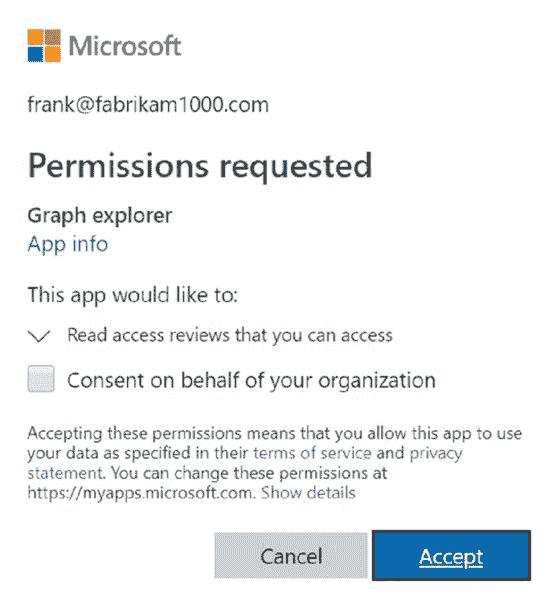 Microsoft
frank@fabrikam1000.com
Permissions requested
Graph explorer
App info
This app would like to:
Read access reviews that you can access
Consent on behalf of your organization
Accepting these permissions means that you allow this app to use
your data as specified in their terms of service and privacy
statement. You can change these permissions at
https://myapps.microsoft.com. Show details
Cancel
Accept